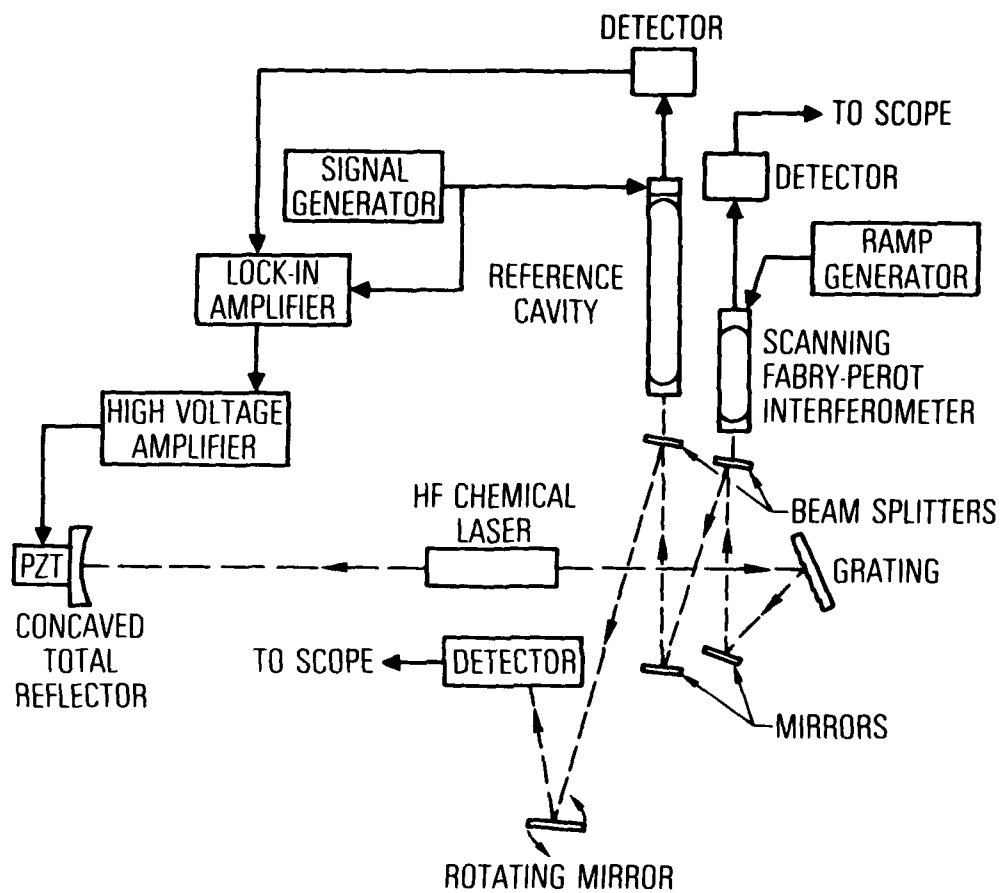 DETECTOR
TO SCOPE
SIGNAL
GENERATOR
DETECTOR
RAMP
GENERATOR
LOCK-IN
AMPLIFIER
REFERENCE
CAVITY
SCANNING
FABRY-PEROT
INTERFEROMETER
HIGH VOLTAGE
AMPLIFIER
HF CHEMICAL
LASER
BEAM SPLITTERS
PZT
GRATING
CONCAVED
TOTAL
REFLECTOR
TO SCOPE
DETECTOR
MIRRORS
ROTATING MIRROR